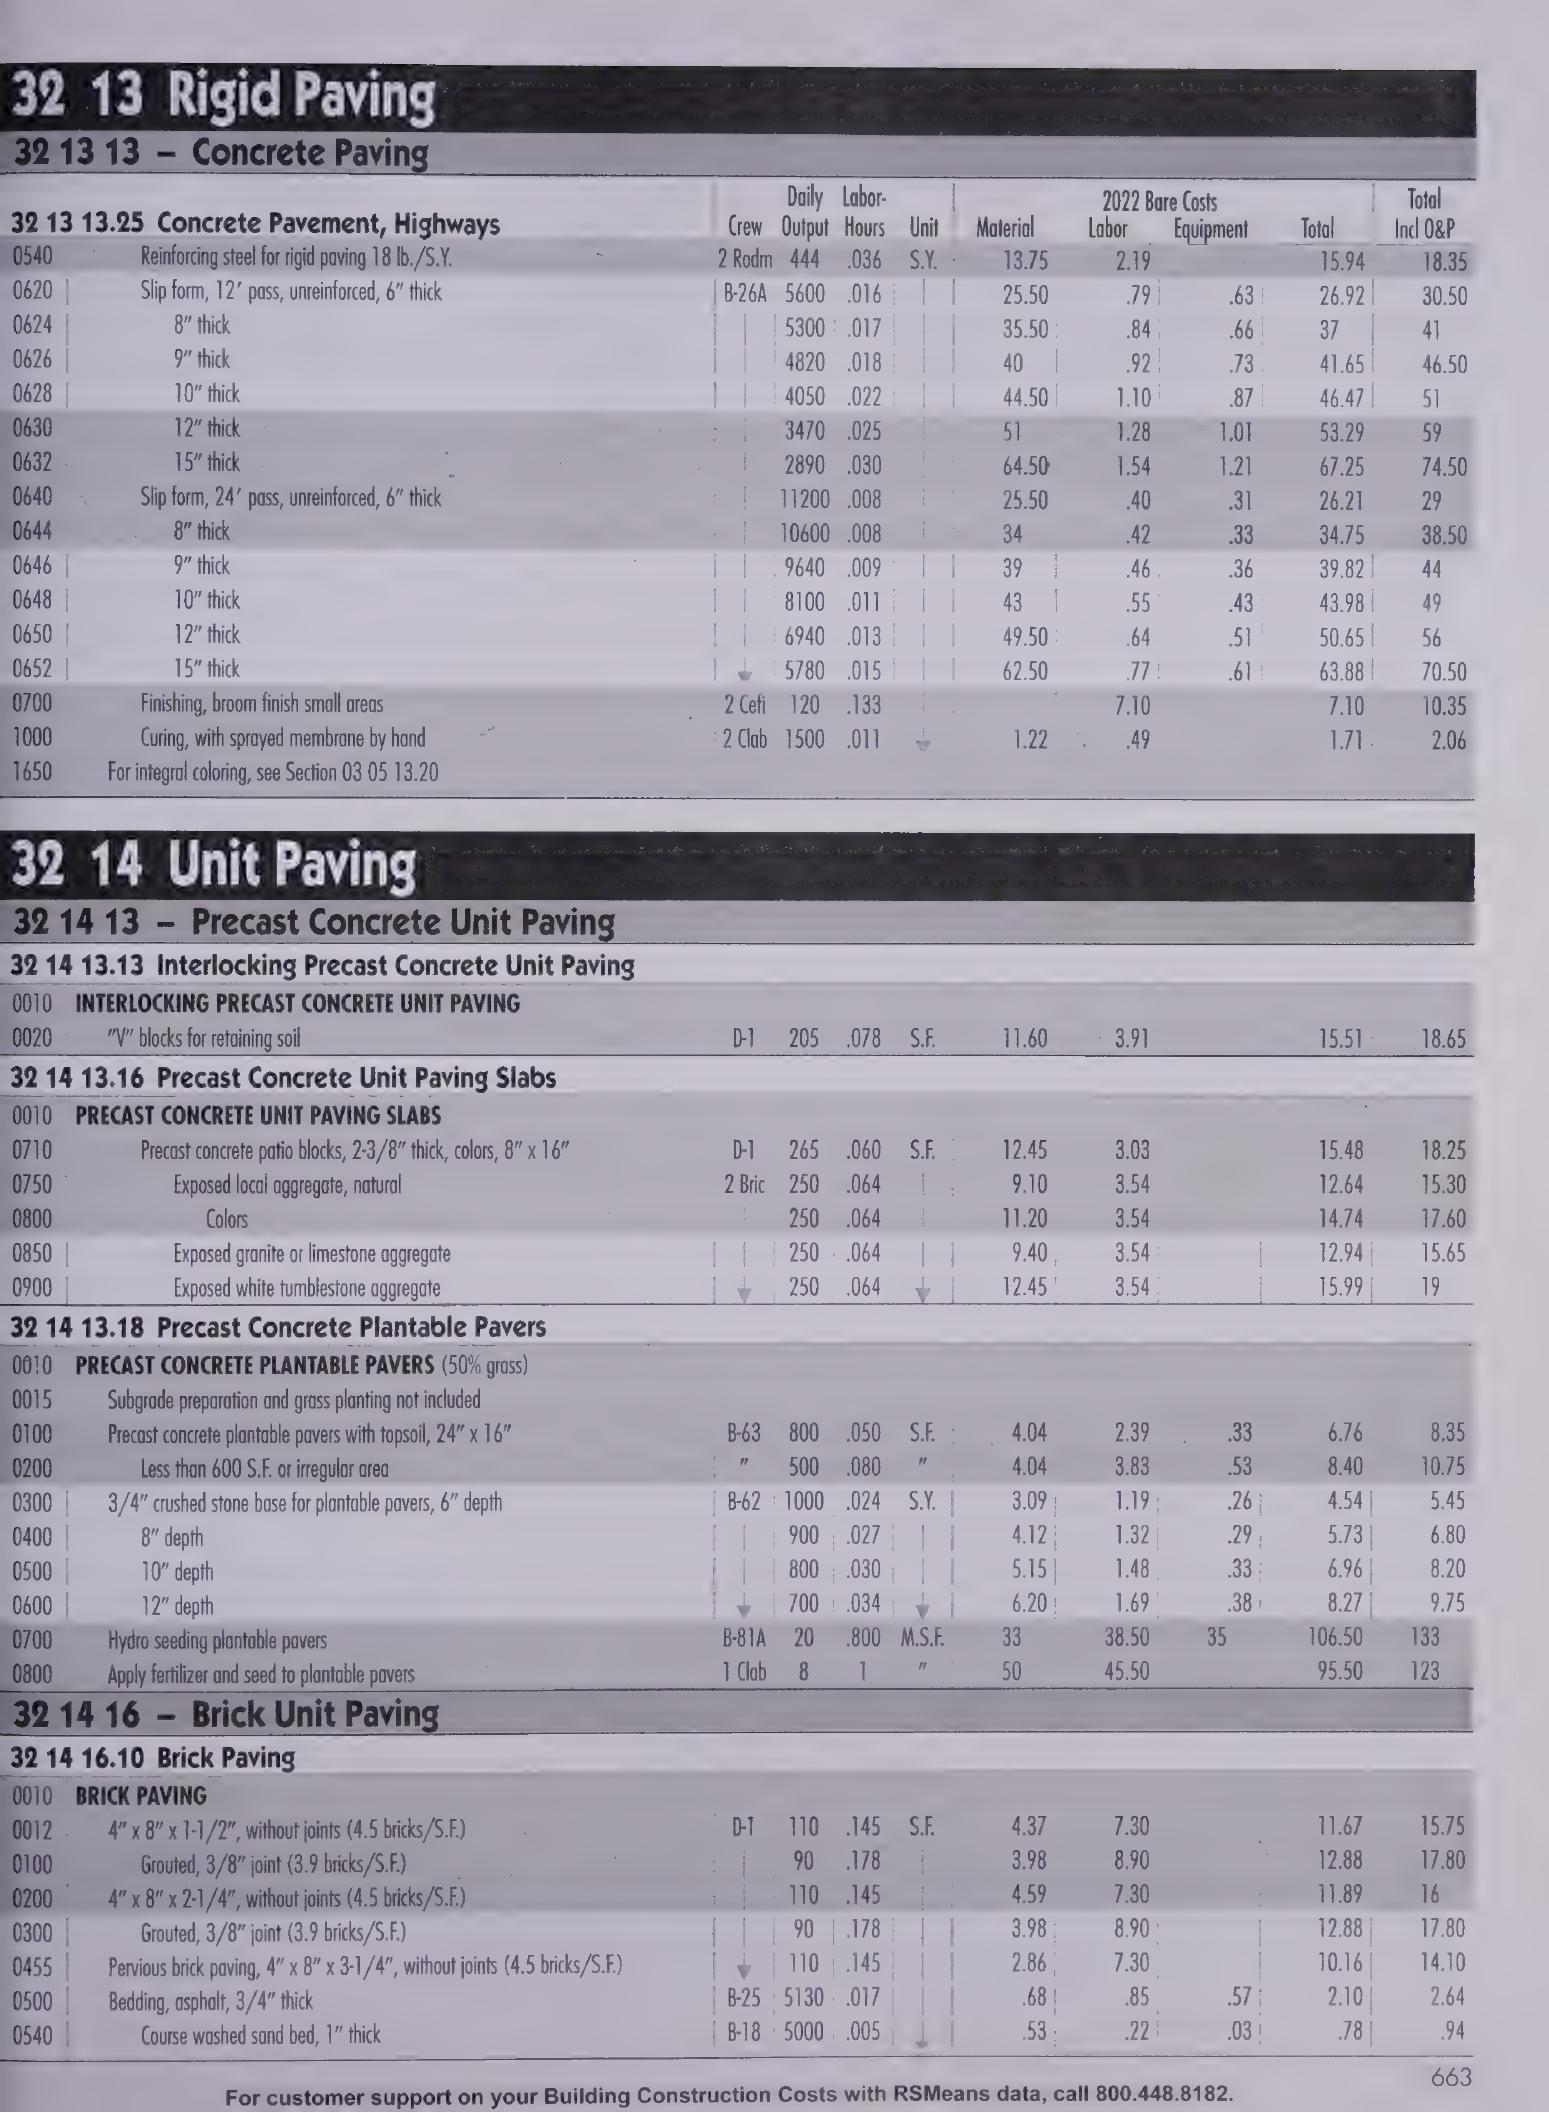 32 13 Rigid Paving
32 13 13 – Concrete Paving
32 13 13.25 Concrete Pavement, Highways Crew Daily Output Labor-Hours Unit Material 2022 Bare Costs Labor Equipment Total Total Incl O&P
0540 Reinforcing steel for rigid paving 18 lb./S.Y. 2 Rodm 444 .036 S.Y. 13.75 2.19 15.94 18.35
0620 Slip form, 12' pass, unreinforced, 6" thick B-26A 5600 .016 25.50 .79 .63 26.92 30.50
0624 8" thick 5300 .017 35.50 .84 .66 37 41
0626 9" thick 4820 .018 40 .92 .73 41.65 46.50
0628 10" thick 4050 .022 44.50 1.10 .87 46.47 51
0630 12" thick 3470 .025 51 1.28 1.01 53.29 59
0632 15" thick 2890 .030 64.50 1.54 1.21 67.25 74.50
0640 Slip form, 24' pass, unreinforced, 6" thick 11200 .008 25.50 .40 .31 26.21 29
0644 8" thick 10600 .008 34 .42 .33 34.75 38.50
0646 9" thick 9640 .009 39 .46 .36 39.82 44
0648 10" thick 8100 .011 43 .55 .43 43.98 49
0650 12" thick 6940 .013 49.50 .64 .51 50.65 56
0652 15" thick 5780 .015 62.50 .77 .61 63.88 70.50
0700 Finishing, broom finish small areas 2 Cefi 120 .133 7.10 7.10 10.35
1000 Curing, with sprayed membrane by hand 2 Clab 1500 .011 1.22 .49 1.71 2.06
1650 For integral coloring, see Section 03 05 13.20
32 14 Unit Paving
32 14 13 – Precast Concrete Unit Paving
32 14 13.13 Interlocking Precast Concrete Unit Paving
0010 INTERLOCKING PRECAST CONCRETE UNIT PAVING
0020 "V" blocks for retaining soil D-1 205 .078 S.F. 11.60 3.91 15.51 18.65
32 14 13.16 Precast Concrete Unit Paving Slabs
0010 PRECAST CONCRETE UNIT PAVING SLABS
0710 Precast concrete patio blocks, 2-3/8" thick, colors, 8" x 16" D-1 265 .060 S.F. 12.45 3.03 15.48 18.25
0750 Exposed local aggregate, natural 2 Bric 250 .064 9.10 3.54 12.64 15.30
0800 Colors 250 .064 11.20 3.54 14.74 17.60
0850 Exposed granite or limestone aggregate 250 .064 9.40 3.54 12.94 15.65
0900 Exposed white tumblestone aggregate 250 .064 12.45 3.54 15.99 19
32 14 13.18 Precast Concrete Plantable Pavers
0010 PRECAST CONCRETE PLANTABLE PAVERS (50% grass)
0015 Subgrade preparation and grass planting not included
0100 Precast concrete plantable pavers with topsoil, 24" x 16" B-63 800 .050 S.F. 4.04 2.39 .33 6.76 8.35
0200 Less than 600 S.F. or irregular area " 500 .080 " 4.04 3.83 .53 8.40 10.75
0300 3/4" crushed stone base for plantable pavers, 6" depth B-62 1000 .024 S.Y. 3.09 1.19 .26 4.54 5.45
0400 8" depth 900 .027 4.12 1.32 .29 5.73 6.80
0500 10" depth 800 .030 5.15 1.48 .33 6.96 8.20
0600 12" depth 700 .034 6.20 1.69 .38 8.27 9.75
0700 Hydro seeding plantable pavers B-81A 20 .800 M.S.F. 33 38.50 35 106.50 133
0800 Apply fertilizer and seed to plantable pavers 1 Clab 8 1 " 50 45.50 95.50 123
32 14 16 – Brick Unit Paving
32 14 16.10 Brick Paving
0010 BRICK PAVING
0012 4" x 8" x 1-1/2", without joints (4.5 bricks/S.F.) D-1 110 .145 S.F. 4.37 7.30 11.67 15.75
0100 Grouted, 3/8" joint (3.9 bricks/S.F.) 90 .178 3.98 8.90 12.88 17.80
0200 4" x 8" x 2-1/4", without joints (4.5 bricks/S.F.) 110 .145 4.59 7.30 11.89 16
0300 Grouted, 3/8" joint (3.9 bricks/S.F.) 90 .178 3.98 8.90 12.88 17.80
0455 Pervious brick paving, 4" x 8" x 3-1/4", without joints (4.5 bricks/S.F.) 110 .145 2.86 7.30 10.16 14.10
0500 Bedding, asphalt, 3/4" thick B-25 5130 .017 .68 .85 .57 2.10 2.64
0540 Course washed sand bed, 1" thick B-18 5000 .005 .53 .22 .03 .78 .94
663
For customer support on your Building Construction Costs with RSMeans data, call 800.448.8182.